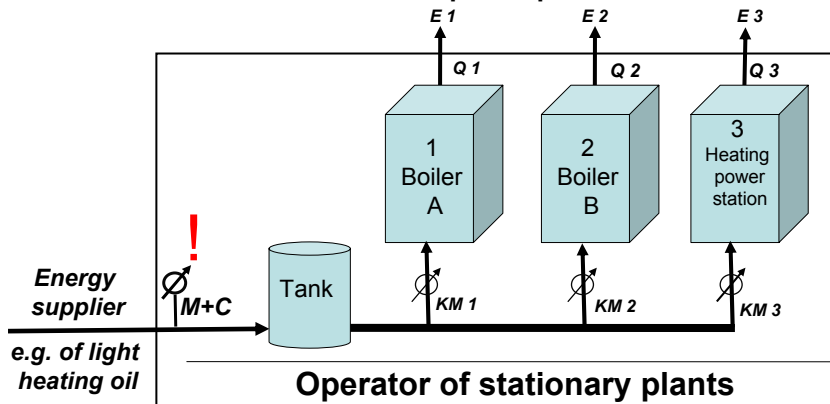 E 1
E 2
E 3
Q 1
Q 2
Q 3
1
Boiler
A
2
Boiler
B
3
Heating
power
station
!
Energy
supplier
M+C
Tank
KM 1
KM 2
KM 3
e.g. of light
heating oil
Operator of stationary plants